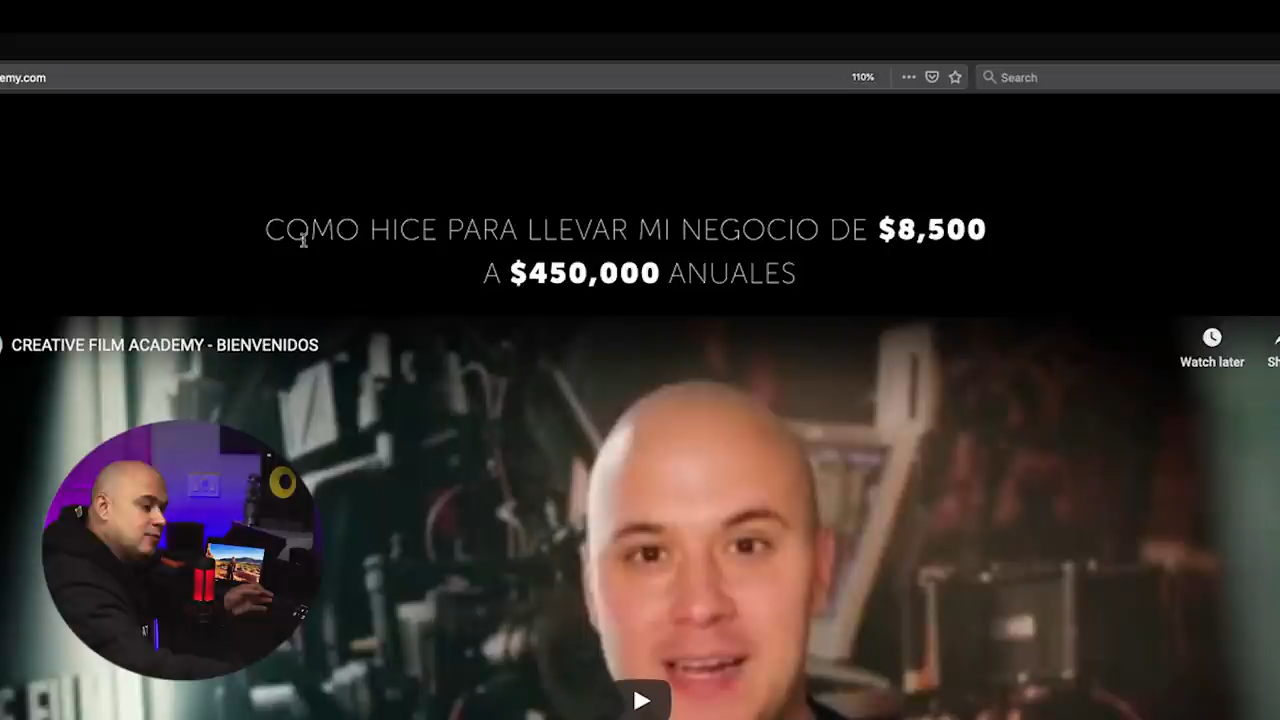 emy.com
110%
Search
COMO HICE PARA LLEVAR MI NEGOCIO DE $8,500
A $450,000 ANUALES
CREATIVE FILM ACADEMY - BIENVENIDOS
Watch later
Sh